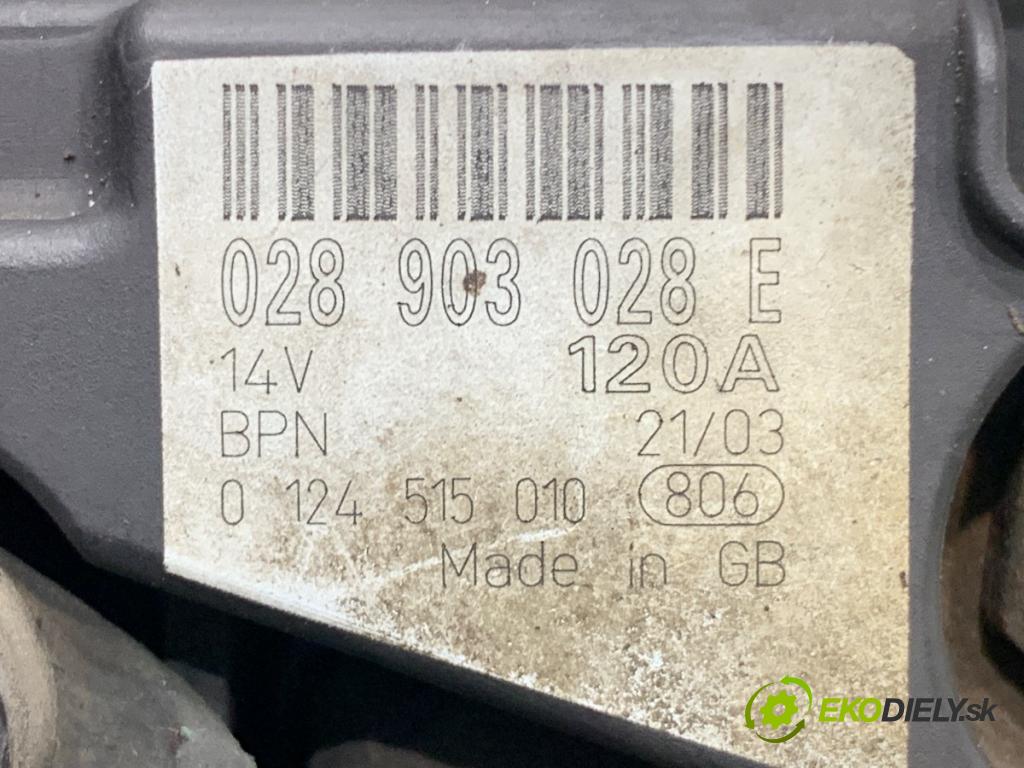 028 903 028 E
14V 120A
BPN 21/03
0 124 515 010 806
Made in GB
EKODIELY.sk